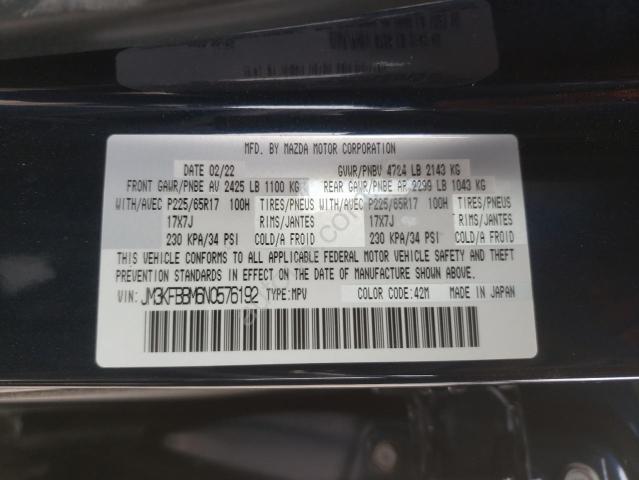 MFD. BY MAZDA MOTOR CORPORATION
DATE 02/22 GVWR/PNBV 4724 LB 2143 KG
FRONT GAWR/PNBE AV 2425 LB 1100 KG REAR GAWR/PNBE AR 2299 LB 1043 KG
WITH/AVEC P225/65R17 100H TIRES/PNEUS WITH/AVEC P225/65R17 100H TIRES/PNEUS
17X7J RIMS/JANTES 17X7J RIMS/JANTES
230 KPA/34 PSI COLD/A FROID 230 KPA/34 PSI COLD/A FROID
THIS VEHICLE CONFORMS TO ALL APPLICABLE FEDERAL MOTOR VEHICLE SAFETY AND THEFT
PREVENTION STANDARDS IN EFFECT ON THE DATE OF MANUFACTURE SHOWN ABOVE.
VIN: JM3KFBBM6N0576192 TYPE:MPV COLOR CODE:42M MADE IN JAPAN